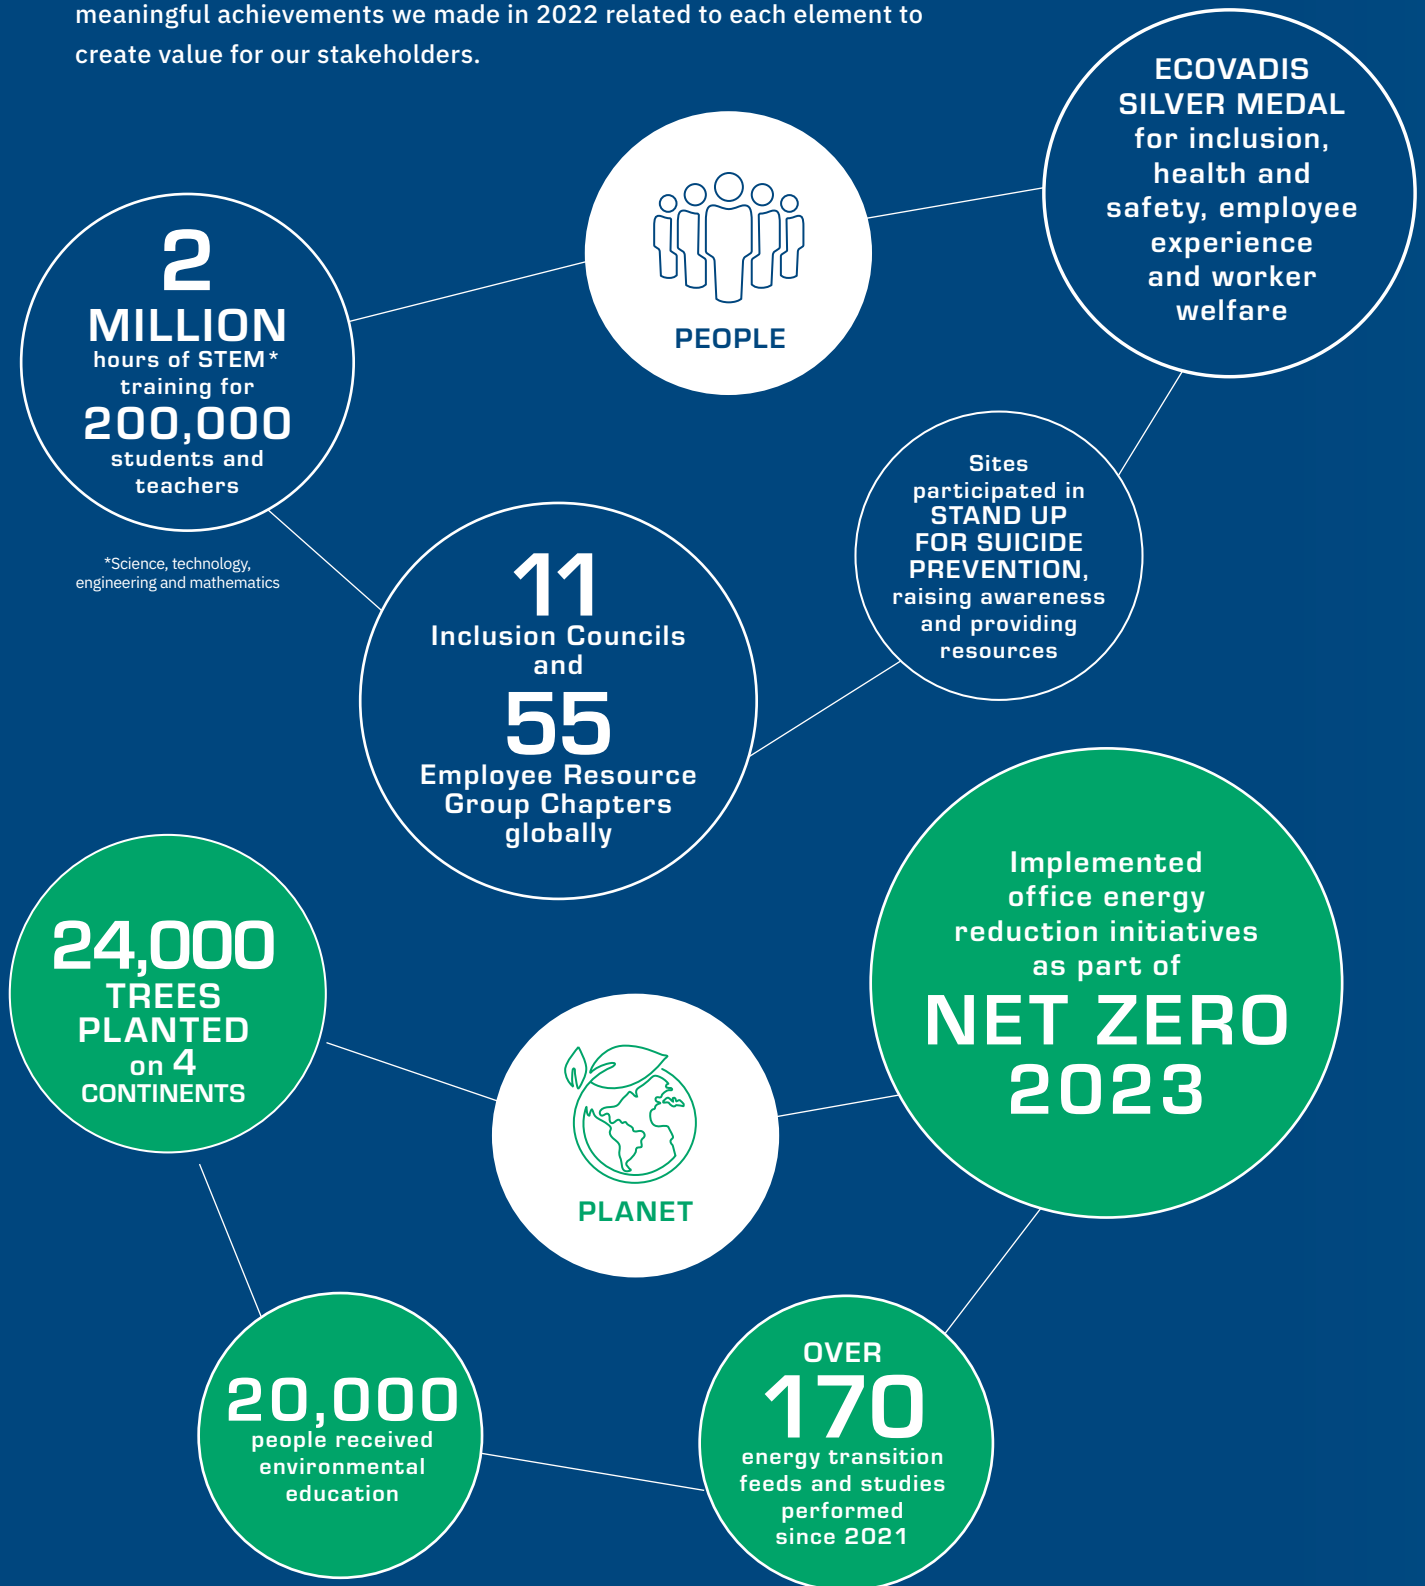 meaningful achievements we made in 2022 related to each element to
create value for our stakeholders.
ECOVADIS
SILVER MEDAL
for inclusion,
health and
safety, employee
experience
and worker
welfare
PEOPLE
2
MILLION
hours of STEM*
training for
200,000
students and
teachers
*Science, technology,
engineering and mathematics
Sites
participated in
STAND UP
FOR SUICIDE
PREVENTION,
raising awareness
and providing
resources
11
Inclusion Councils
and
55
Employee Resource
Group Chapters
globally
24,000
TREES
PLANTED
on 4
CONTINENTS
Implemented
office energy
reduction initiatives
as part of
NET ZERO
2023
PLANET
20,000
people received
environmental
education
OVER
170
energy transition
feeds and studies
performed
since 2021